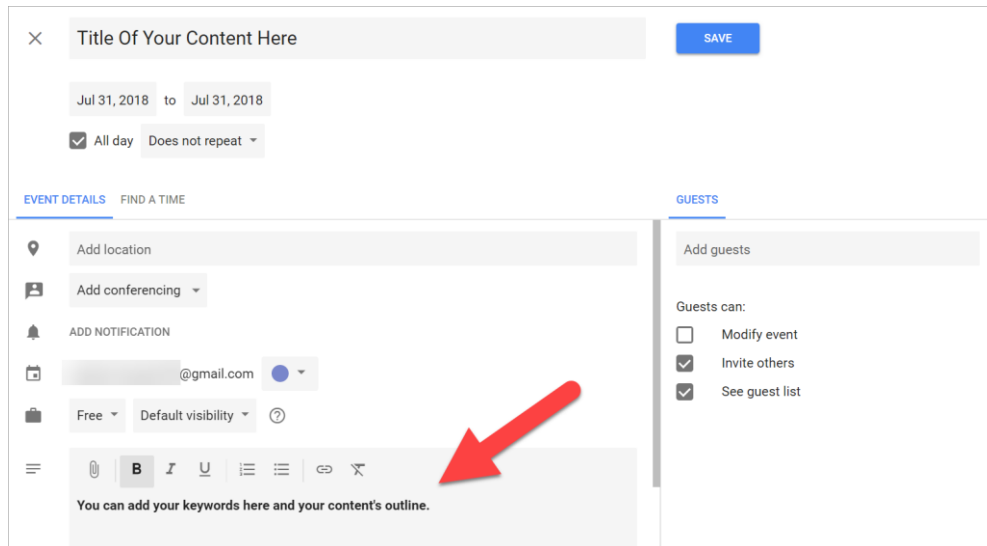 Title Of Your Content Here
SAVE
Jul 31, 2018 to Jul 31, 2018
All day Does not repeat
EVENT DETAILS FIND A TIME
GUESTS
Add location
Add guests
Add conferencing
Guests can:
ADD NOTIFICATION
Modify event
Invite others
@gmail.com
See guest list
Free Default visibility
B I U
You can add your keywords here and your content's outline.